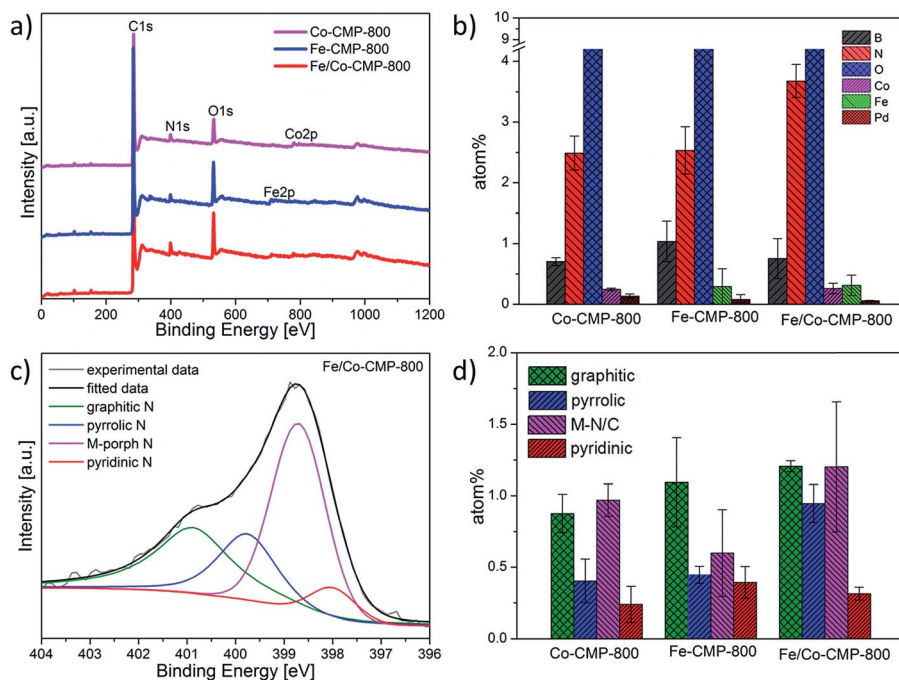 a)
C1s
Co-CMP-800
Fe-CMP-800
Fe/Co-CMP-800
N1s
O1s
Co2p
Fe2p
Intensity [a.u.]
0 200 400 600 800 1000 1200
Binding Energy [eV]
b)
10
9
5
4
3
2
1
0
atom%
B
N
O
Co
Fe
Pd
Co-CMP-800 Fe-CMP-800 Fe/Co-CMP-800
c)
Fe/Co-CMP-800
experimental data
fitted data
graphitic N
pyrrolic N
M-porph N
pyridinic N
Intensity [a.u.]
404 403 402 401 400 399 398 397 396
Binding Energy [eV]
d)
2.0
1.5
1.0
0.5
0.0
atom%
graphitic
pyrrolic
M-N/C
pyridinic
Co-CMP-800 Fe-CMP-800 Fe/Co-CMP-800